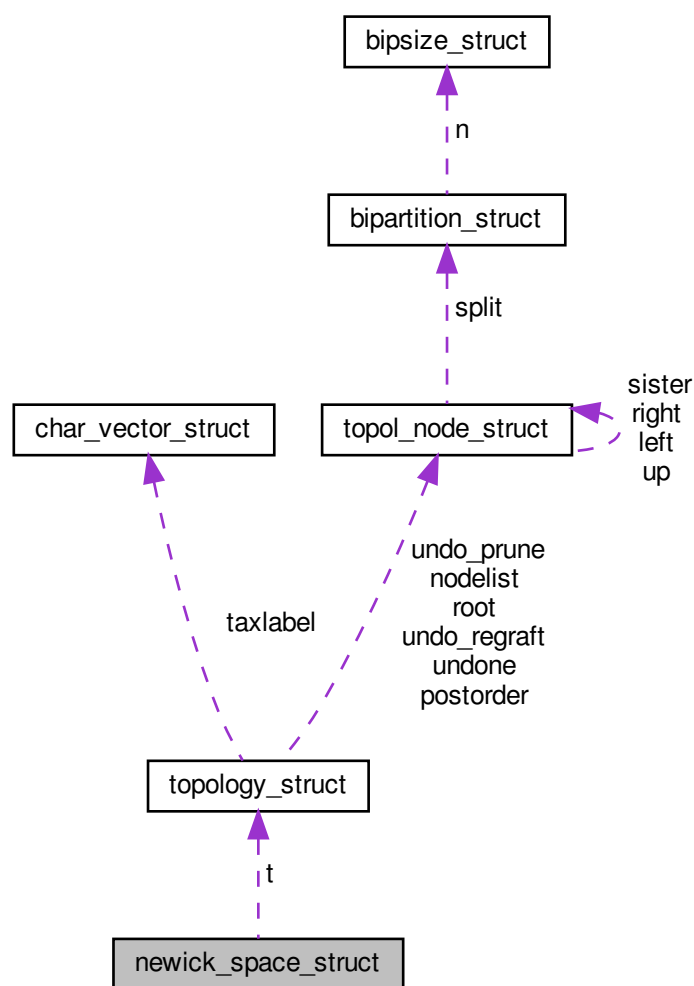 bipsize_struct
n
bipartition_struct
split
sister
right
left
up
char_vector_struct
topol_node_struct
undo_prune
nodelist
root
undo_regraft
undone
postorder
taxlabel
topology_struct
t
newick_space_struct